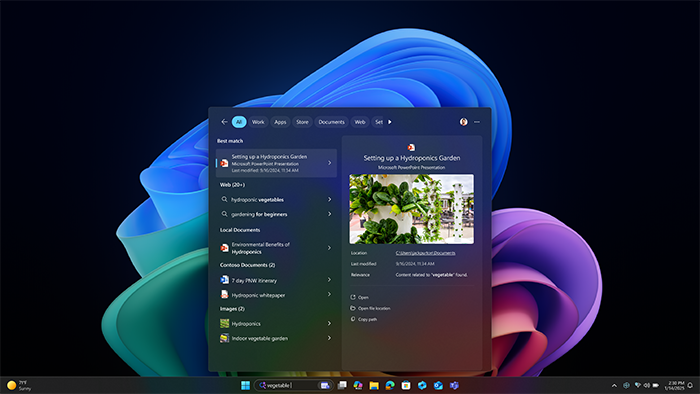 All Work Apps Store Documents Web Set
Best match
Setting up a Hydroponics Garden
Microsoft PowerPoint Presentation
Last modified: 9/16/2024, 11:34 AM
Web (20+)
hydroponic vegetables
gardening for beginners
Local Documents
Environmental Benefits of
Hydroponics
Contoso Documents (2)
7 day PNW itinerary
Hydroponic whitepaper
Images (2)
Hydroponics
Indoor vegetable garden
Setting up a Hydroponics Garden
Microsoft PowerPoint Presentation
Location: C:\Users\jackpurton\Documents
Last modified: 9/16/2024, 11:34 AM
Relevance Content related to "vegetable" found.
Open
Open file location
Copy path
71°F
Sunny
vegetable
2:30 PM
1/14/2025